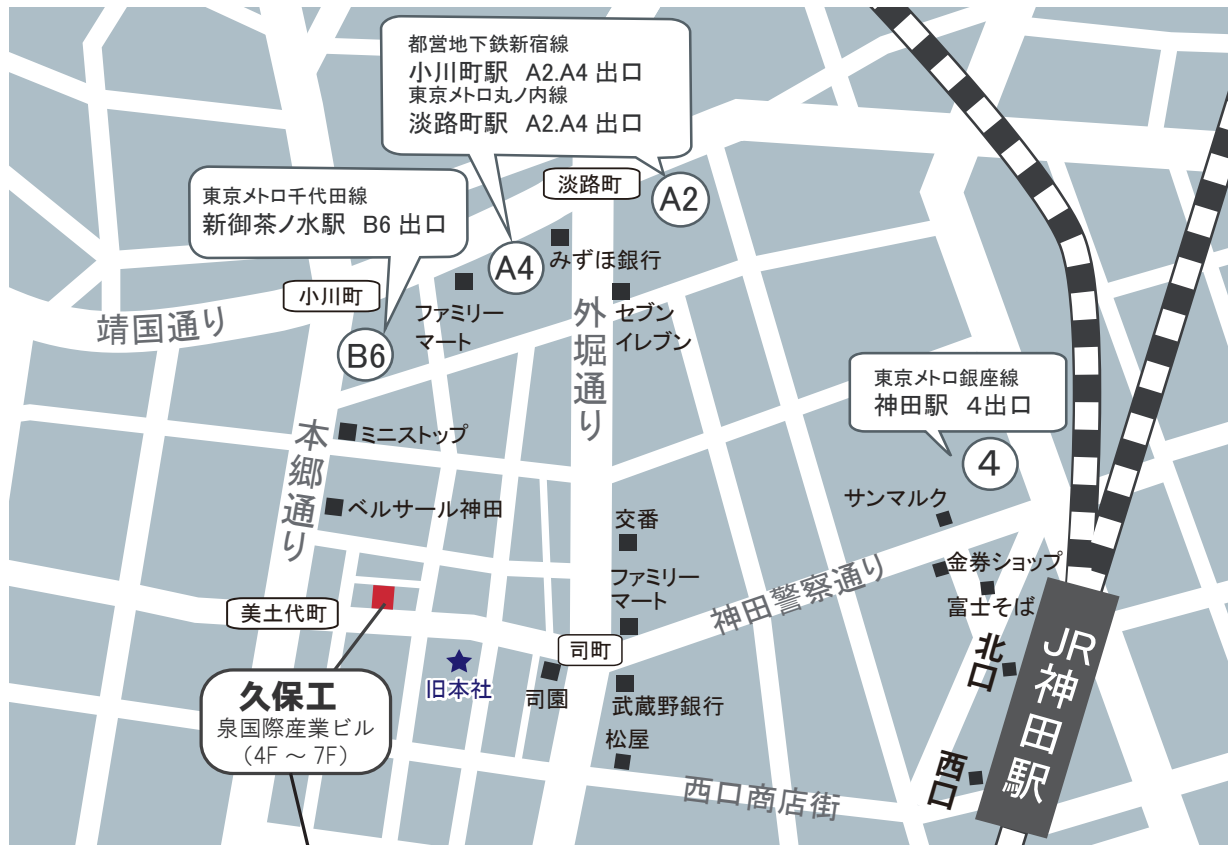 都営地下鉄新宿線
小川町駅 A2.A4 出口
東京メトロ丸ノ内線
淡路町駅 A2.A4 出口
東京メトロ千代田線
新御茶ノ水駅 B6 出口
淡路町
A2
A4
みずほ銀行
小川町
ファミリー
マート
セブン
イレブン
靖国通り
B6
外堀通り
東京メトロ銀座線
神田駅 4出口
4
本郷通り
ミニストップ
ベルサール神田
サンマルク
交番
金券ショップ
ファミリー
マート
神田警察通り
富士そば
美土代町
司町
北口
JR神田駅
旧本社
司園
武蔵野銀行
久保工
泉国際産業ビル
(4F ~ 7F)
松屋
西口
西口商店街